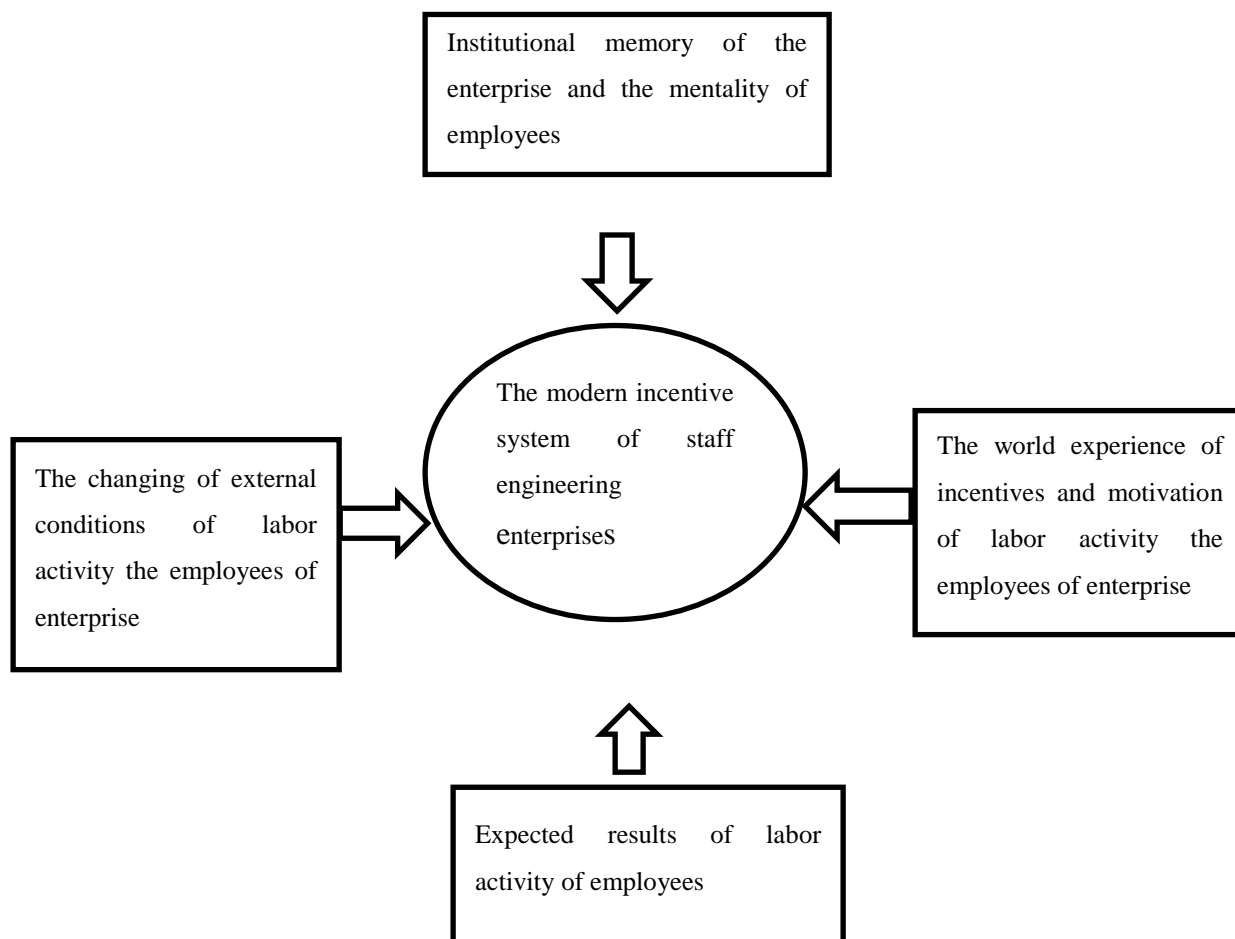 Institutional memory of the
enterprise and the mentality of
employees
The modern incentive
system of staff
engineering
enterprises
The changing of external
conditions of labor
activity the employees of
enterprise
The world experience of
incentives and motivation
of labor activity the
employees of enterprise
Expected results of labor
activity of employees